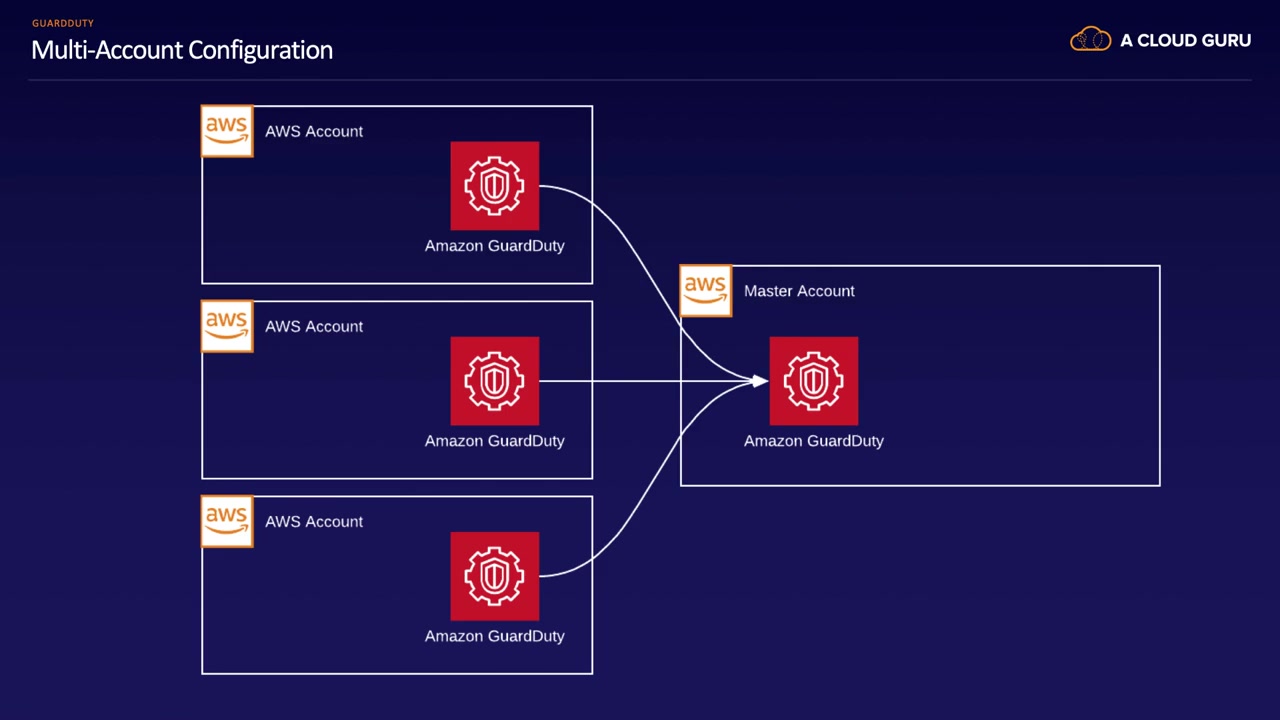 GUARDDUTY
Multi-Account Configuration
A CLOUD GURU
aws
AWS Account
Amazon GuardDuty
aws
Master Account
aws
AWS Account
Amazon GuardDuty
Amazon GuardDuty
aws
AWS Account
Amazon GuardDuty